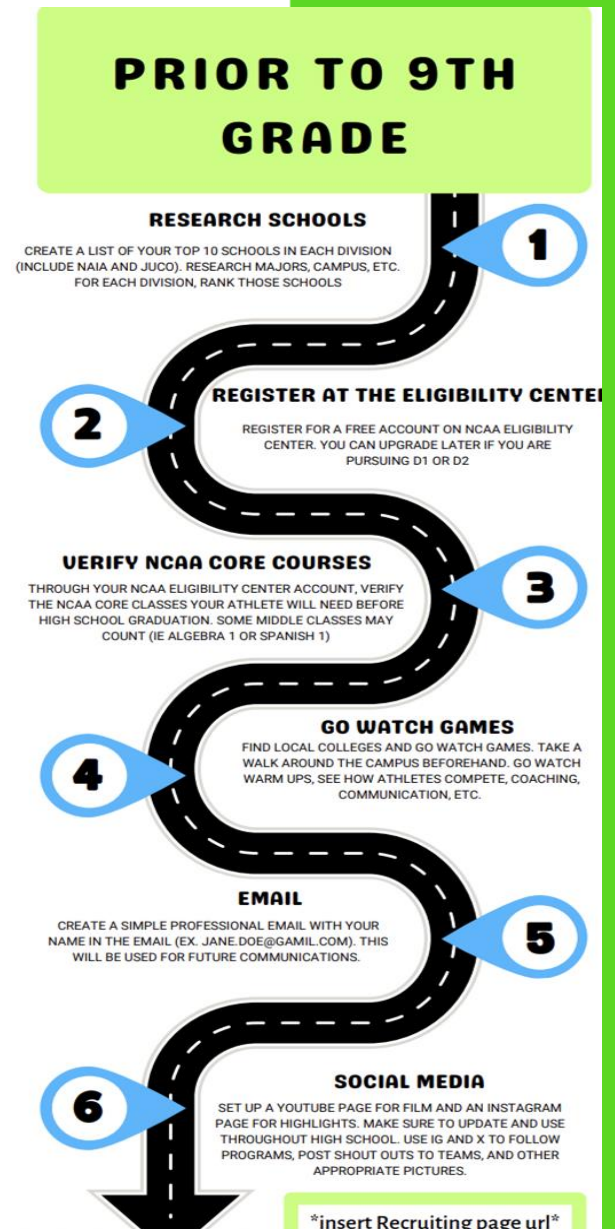 PRIOR TO 9TH
GRADE
RESEARCH SCHOOLS
1
CREATE A LIST OF YOUR TOP 10 SCHOOLS IN EACH DIVISION
(INCLUDE NAIA AND JUCO). RESEARCH MAJORS, CAMPUS, ETC.
FOR EACH DIVISION, RANK THOSE SCHOOLS
REGISTER AT THE ELIGIBILITY CENTE
2
REGISTER FOR A FREE ACCOUNT ON NCAA ELIGIBILITY
CENTER. YOU CAN UPGRADE LATER IF YOU ARE
PURSUING D1 OR D2
VERIFY NCAA CORE COURSES
3
THROUGH YOUR NCAA ELIGIBILITY CENTER ACCOUNT, VERIFY
THE NCAA CORE CLASSES YOUR ATHLETE WILL NEED BEFORE
HIGH SCHOOL GRADUATION. SOME MIDDLE CLASSES MAY
COUNT (IE ALGEBRA 1 OR SPANISH 1)
GO WATCH GAMES
4
FIND LOCAL COLLEGES AND GO WATCH GAMES. TAKE A
WALK AROUND THE CAMPUS BEFOREHAND. GO WATCH
WARM UPS, SEE HOW ATHLETES COMPETE, COACHING,
COMMUNICATION, ETC.
EMAIL
5
CREATE A SIMPLE PROFESSIONAL EMAIL WITH YOUR
NAME IN THE EMAIL (EX. JANE.DOE@GAMIL.COM). THIS
WILL BE USED FOR FUTURE COMMUNICATIONS.
SOCIAL MEDIA
6
SET UP A YOUTUBE PAGE FOR FILM AND AN INSTAGRAM
PAGE FOR HIGHLIGHTS. MAKE SURE TO UPDATE AND USE
THROUGHOUT HIGH SCHOOL. USE IG AND X TO FOLLOW
PROGRAMS, POST SHOUT OUTS TO TEAMS, AND OTHER
APPROPRIATE PICTURES.
*insert Recruiting page url*